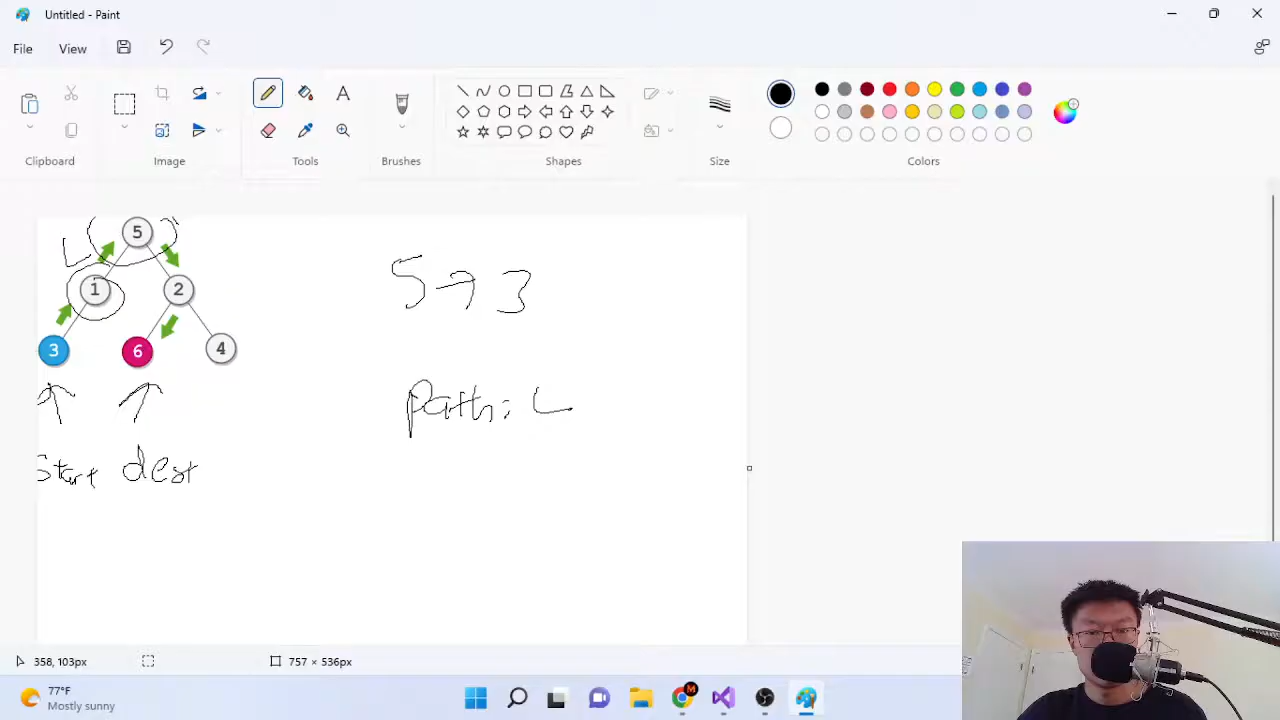 Untitled - Paint
File View
Clipboard Image Tools Brushes Shapes Size Colors
5
L
1 2
3 6 4
5 → 3
path: L
Start dest
358, 103px 757 × 536px
77°F
Mostly sunny
M